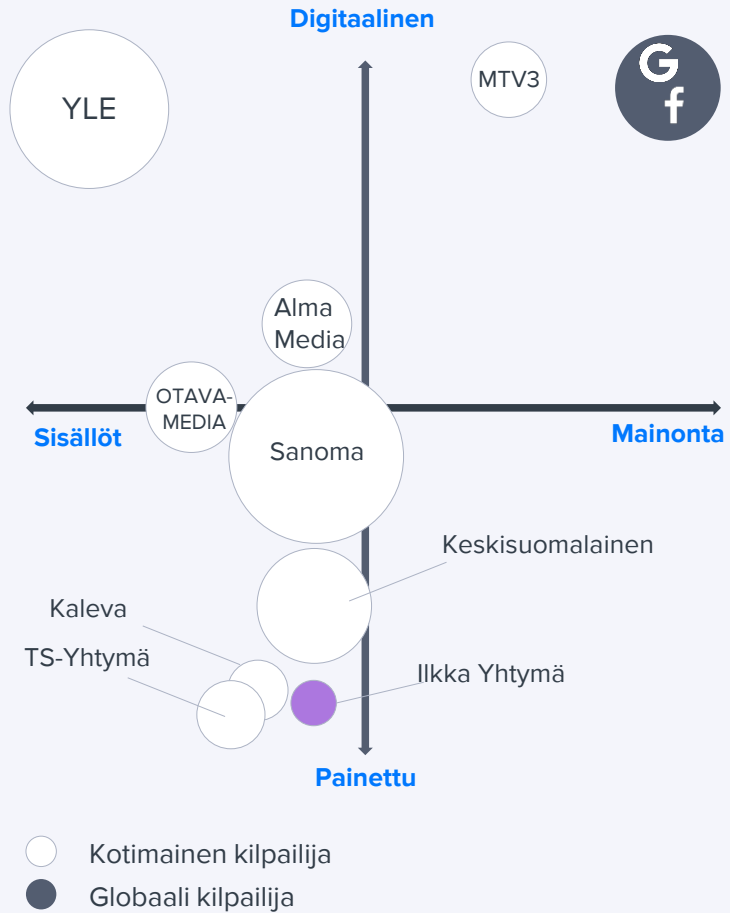 Digitaalinen
YLE
MTV3
G
f
Alma
Media
OTAVA-
MEDIA
Sisällöt
Mainonta
Sanoma
Keskisuomalainen
Kaleva
TS-Yhtymä
Ilkka Yhtymä
Painettu
Kotimainen kilpailija
Globaali kilpailija